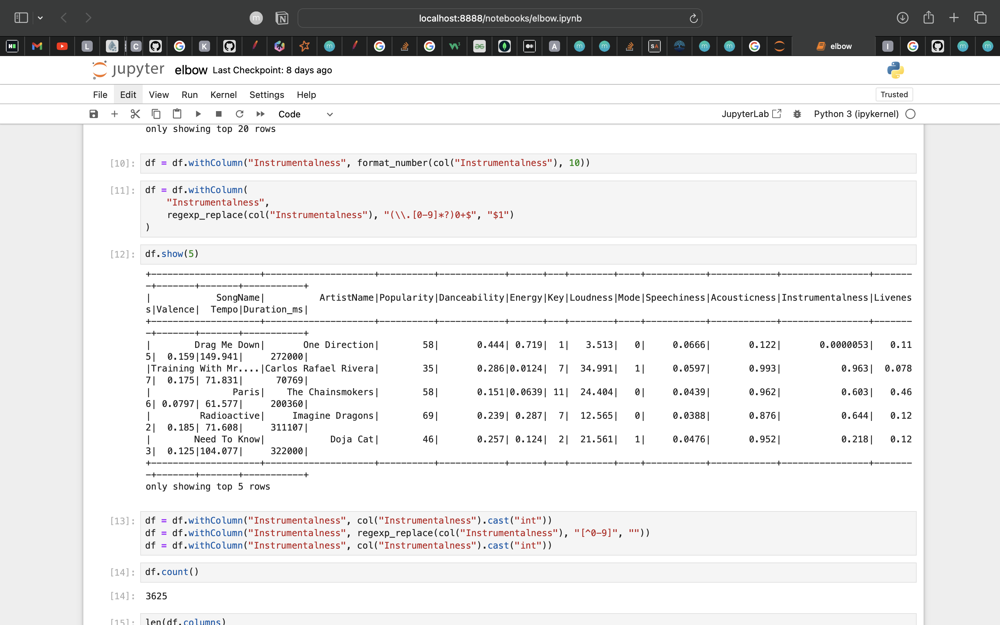 localhost:8888/notebooks/elbow.ipynb
elbow
jupyter elbow Last Checkpoint: 8 days ago
File Edit View Run Kernel Settings Help Trusted
Code JupyterLab Python 3 (ipykernel)
only showing top 20 rows
[10]: df = df.withColumn("Instrumentalness", format_number(col("Instrumentalness"), 10))
[11]: df = df.withColumn(
    "Instrumentalness",
    regexp_replace(col("Instrumentalness"), "(\\.[0-9]*?)0+$", "$1")
)
[12]: df.show(5)
+--------------------+--------------------+----------+------------+------+---+--------+----+-----------+------------+----------------+-------
-+-------+-------+-----------+
|            SongName|          ArtistName|Popularity|Danceability|Energy|Key|Loudness|Mode|Speechiness|Acousticness|Instrumentalness|Livenes
s|Valence|  Tempo|Duration_ms|
+--------------------+--------------------+----------+------------+------+---+--------+----+-----------+------------+----------------+-------
-+-------+-------+-----------+
|        Drag Me Down|       One Direction|        58|       0.444| 0.719|  1|   3.513|   0|     0.0666|       0.122|       0.0000053|   0.11
5|  0.159|149.941|     272000|
|Training With Mr....|Carlos Rafael Rivera|        35|       0.286|0.0124|  7|  34.991|   1|     0.0597|       0.993|           0.963|  0.078
7|  0.175| 71.831|      70769|
|               Paris|    The Chainsmokers|        58|       0.151|0.0639| 11|  24.404|   0|     0.0439|       0.962|           0.603|   0.46
6| 0.0797| 61.577|     200360|
|         Radioactive|     Imagine Dragons|        69|       0.239| 0.287|  7|  12.565|   0|     0.0388|       0.876|           0.644|   0.12
2|  0.185| 71.608|     311107|
|        Need To Know|            Doja Cat|        46|       0.257| 0.124|  2|  21.561|   1|     0.0476|       0.952|           0.218|   0.12
3|  0.125|104.077|     322000|
+--------------------+--------------------+----------+------------+------+---+--------+----+-----------+------------+----------------+-------
-+-------+-------+-----------+
only showing top 5 rows
[13]: df = df.withColumn("Instrumentalness", col("Instrumentalness").cast("int"))
df = df.withColumn("Instrumentalness", regexp_replace(col("Instrumentalness"), "[^0-9]", ""))
df = df.withColumn("Instrumentalness", col("Instrumentalness").cast("int"))
[14]: df.count()
[14]: 3625
[15]: len(df.columns)